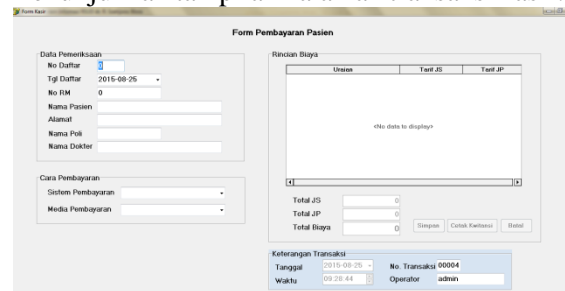 Form Kasir
Form Pembayaran Pasien
Data Pemeriksaan
No Daftar 0
Tgl Daftar 2015-08-25
No RM 0
Nama Pasien
Alamat
Nama Poli
Nama Dokter
Cara Pembayaran
Sistem Pembayaran
Media Pembayaran
Rincian Biaya
Uraian Tarif JS Tarif JP
<No data to display>
Total JS 0
Total JP 0
Total Biaya 0
Simpan Cetak Kwitansi Batal
Keterangan Transaksi
Tanggal 2015-08-25 No. Transaksi 00004
Waktu 09:28:44 Operator admin